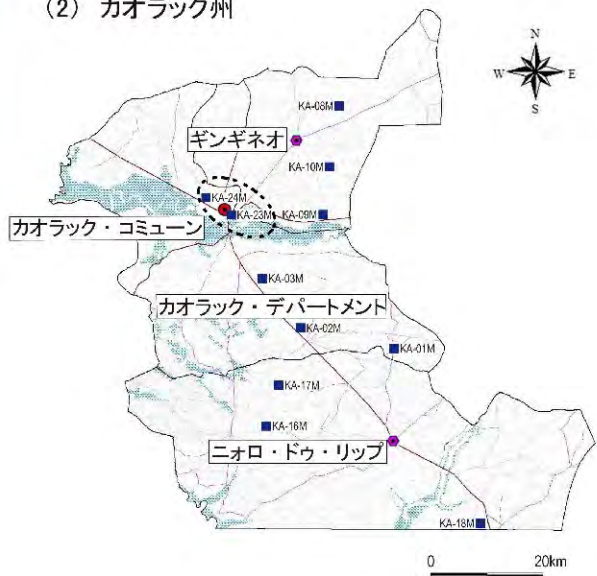 (2) カオラック州
N
W E
S
KA-08M
ギンギネオ
KA-10M
KA-24M
KA-23M
KA-09M
カオラック・コミューン
KA-03M
カオラック・デパートメント
KA-02M
KA-01M
KA-17M
KA-16M
ニォロ・ドゥ・リップ
KA-18M
0 20km